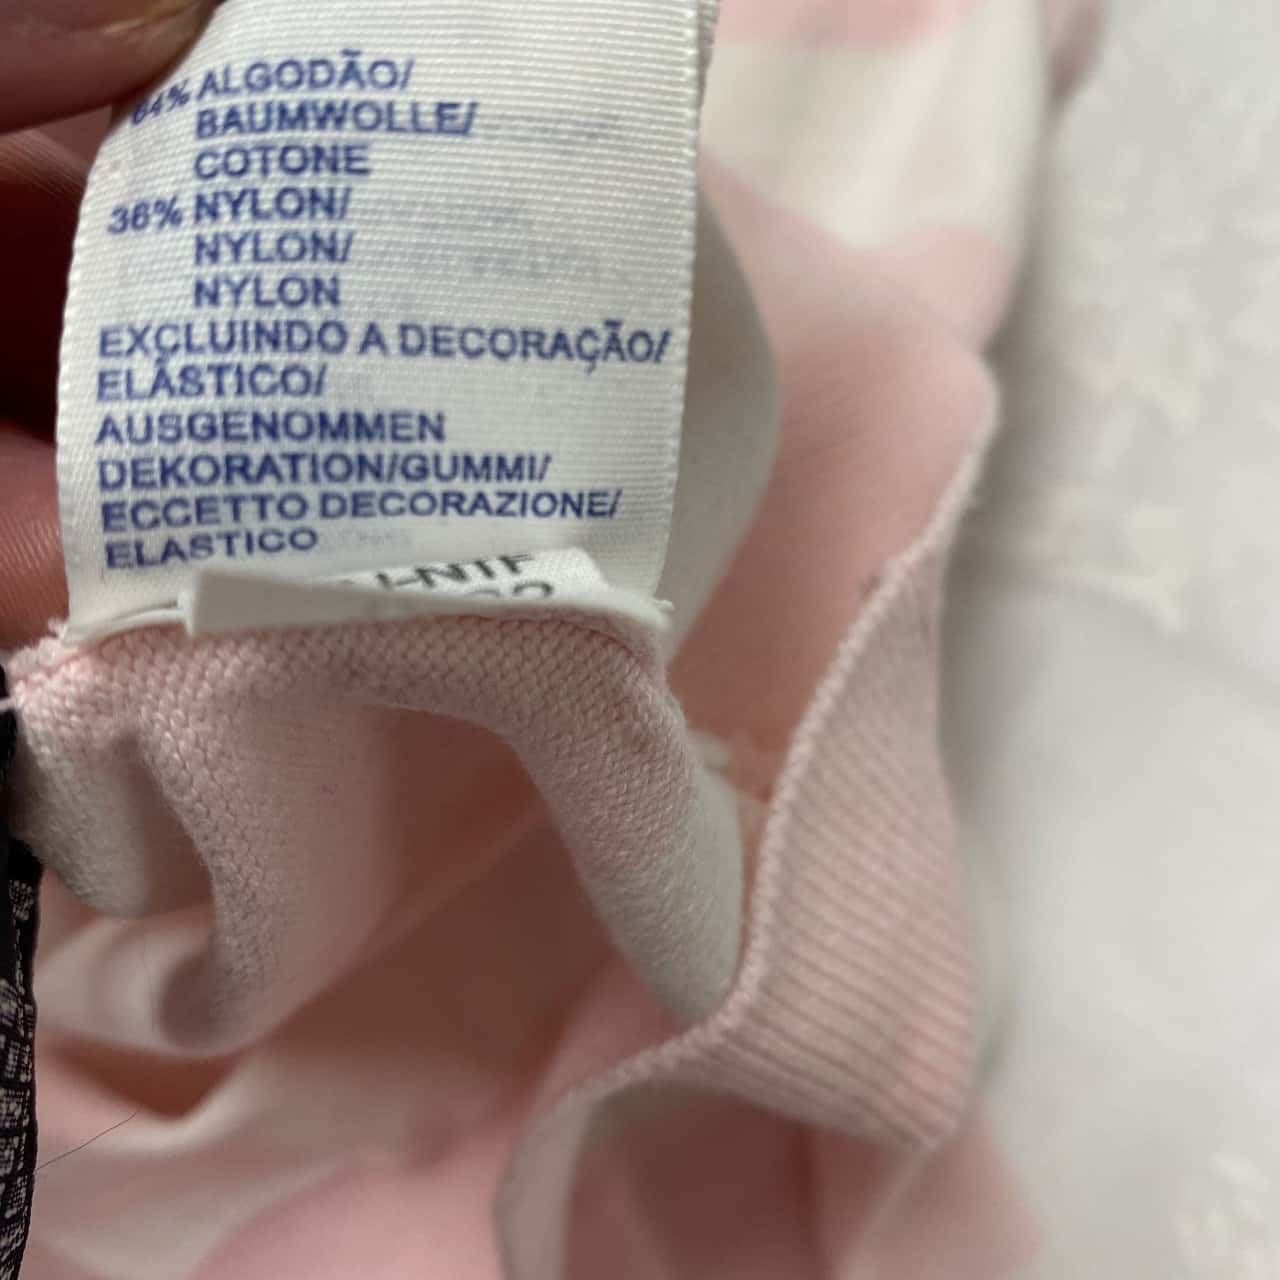 64% ALGODÃO/
BAUMWOLLE/
COTONE
36% NYLON/
NYLON/
NYLON
EXCLUINDO A DECORAÇÃO/
ELÁSTICO/
AUSGENOMMEN
DEKORATION/GUMMI/
ECCETTO DECORAZIONE/
ELASTICO